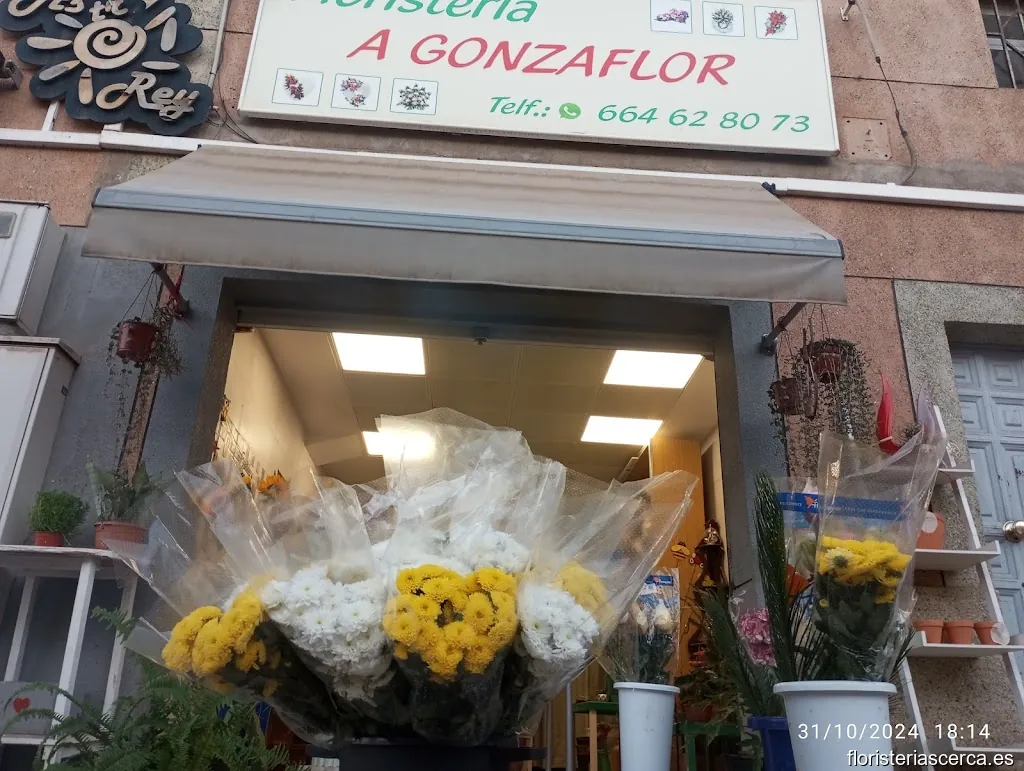 Floristería
A GONZAFLOR
Telf.: 664 62 80 73
Rey
31/10/2024 18:14
floristeriascerca.es